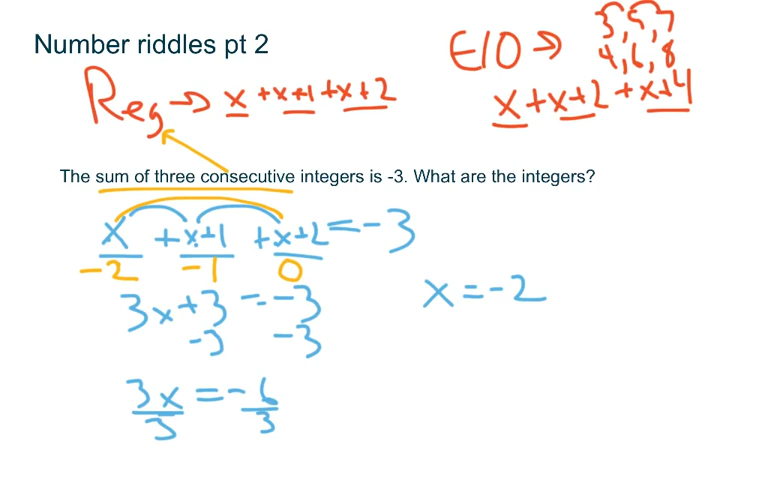 Number riddles pt 2
E/O → 3, 5, 7
4, 6, 8
Reg → x + x+1 + x+2
x + x+2 + x+4
The sum of three consecutive integers is -3. What are the integers?
x + x+1 + x+2 = -3
-2 -1 0
3x + 3 = -3
x = -2
-3 -3
3x = -6
3 3